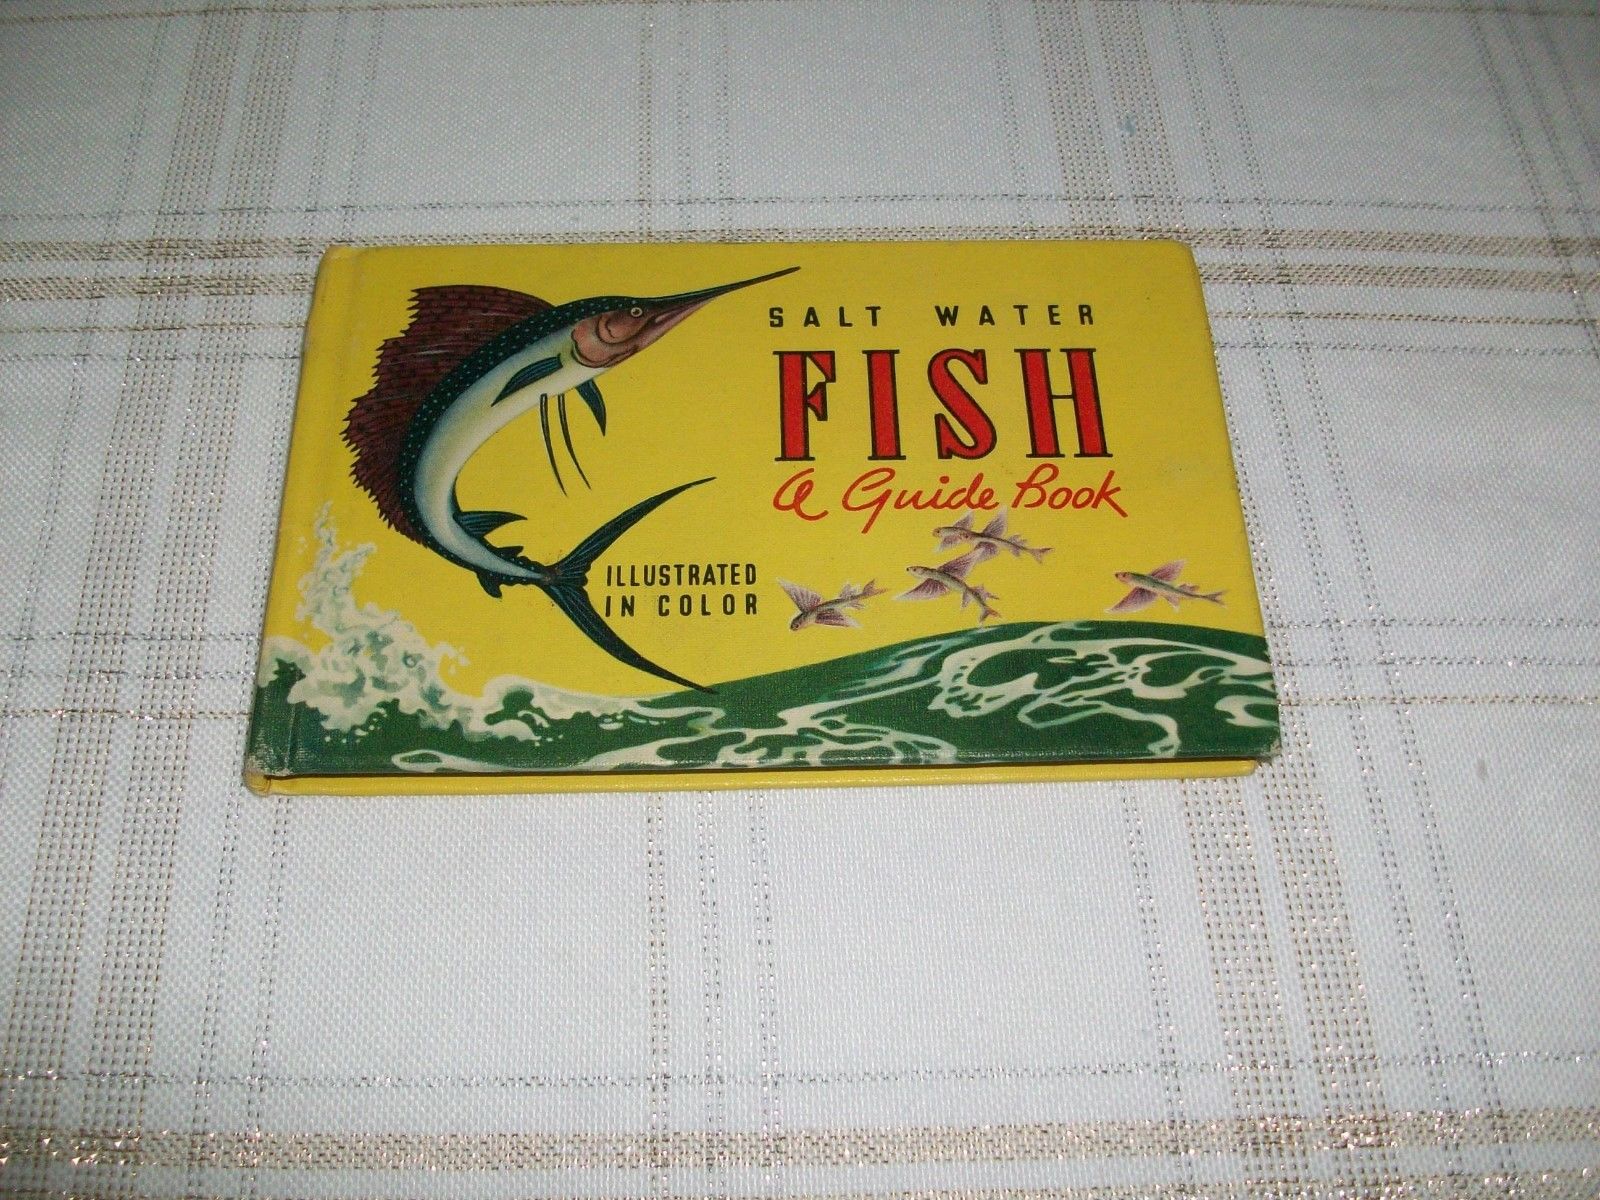 SALT WATER
FISH
A Guide Book
ILLUSTRATED
IN COLOR